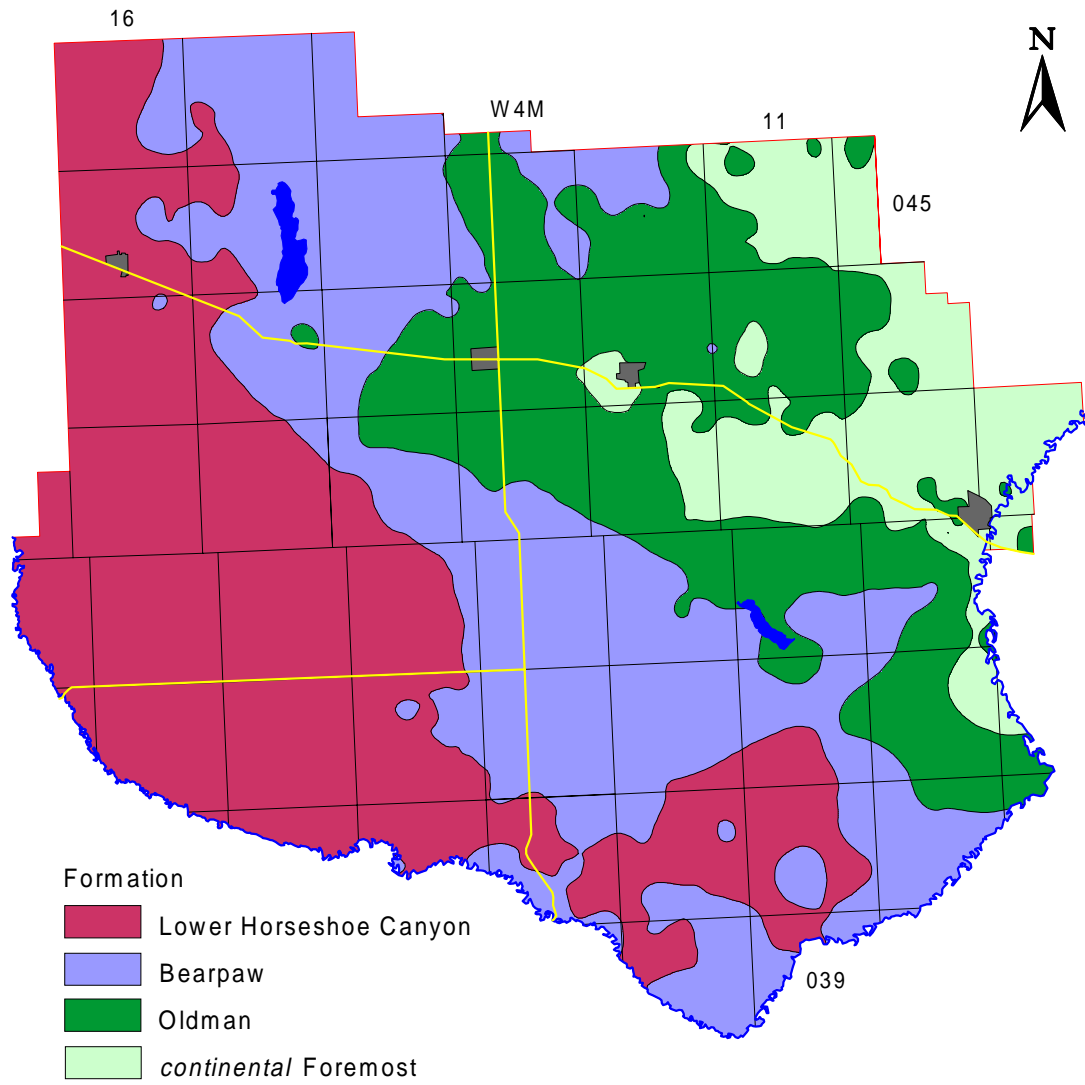 16
N
W4M
11
045
Formation
Lower Horseshoe Canyon
Bearpaw
039
Oldman
continental Foremost